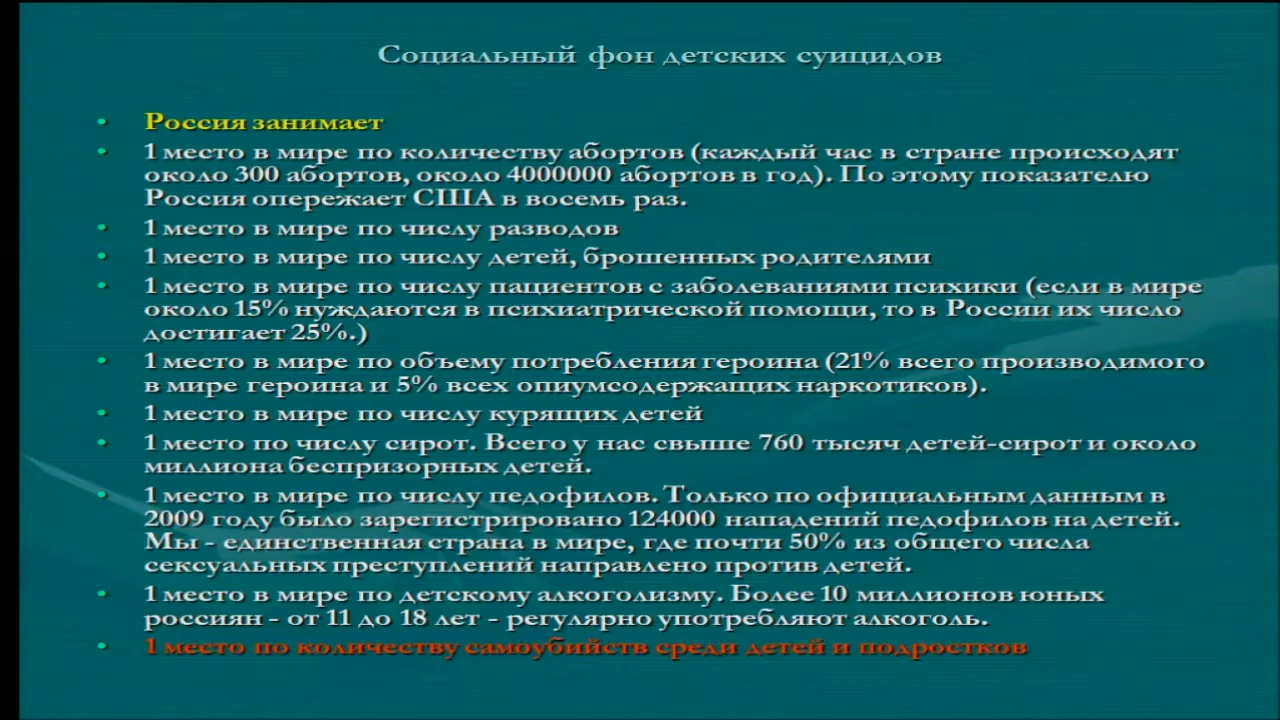 Социальный фон детских суицидов
• Россия занимает
• 1 место в мире по количеству абортов (каждый час в стране происходят
около 300 абортов, около 4000000 абортов в год). По этому показателю
Россия опережает США в восемь раз.
• 1 место в мире по числу разводов
• 1 место в мире по числу детей, брошенных родителями
• 1 место в мире по числу пациентов с заболеваниями психики (если в мире
около 15% нуждаются в психиатрической помощи, то в России их число
достигает 25%.)
• 1 место в мире по объему потребления героина (21% всего производимого
в мире героина и 5% всех опиумсодержащих наркотиков).
• 1 место в мире по числу курящих детей
• 1 место по числу сирот. Всего у нас свыше 760 тысяч детей-сирот и около
миллиона беспризорных детей.
• 1 место в мире по числу педофилов. Только по официальным данным в
2009 году было зарегистрировано 124000 нападений педофилов на детей.
Мы - единственная страна в мире, где почти 50% из общего числа
сексуальных преступлений направлено против детей.
• 1 место в мире по детскому алкоголизму. Более 10 миллионов юных
россиян - от 11 до 18 лет - регулярно употребляют алкоголь.
• 1 место по количеству самоубийств среди детей и подростков